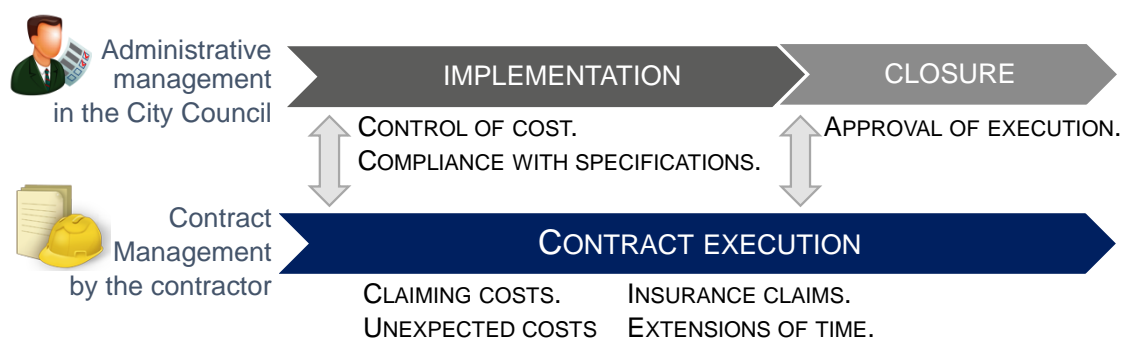 Administrative
management
in the City Council
IMPLEMENTATION
CLOSURE
CONTROL OF COST.
COMPLIANCE WITH SPECIFICATIONS.
APPROVAL OF EXECUTION.
Contract
Management
by the contractor
CONTRACT EXECUTION
CLAIMING COSTS.
UNEXPECTED COSTS
INSURANCE CLAIMS.
EXTENSIONS OF TIME.